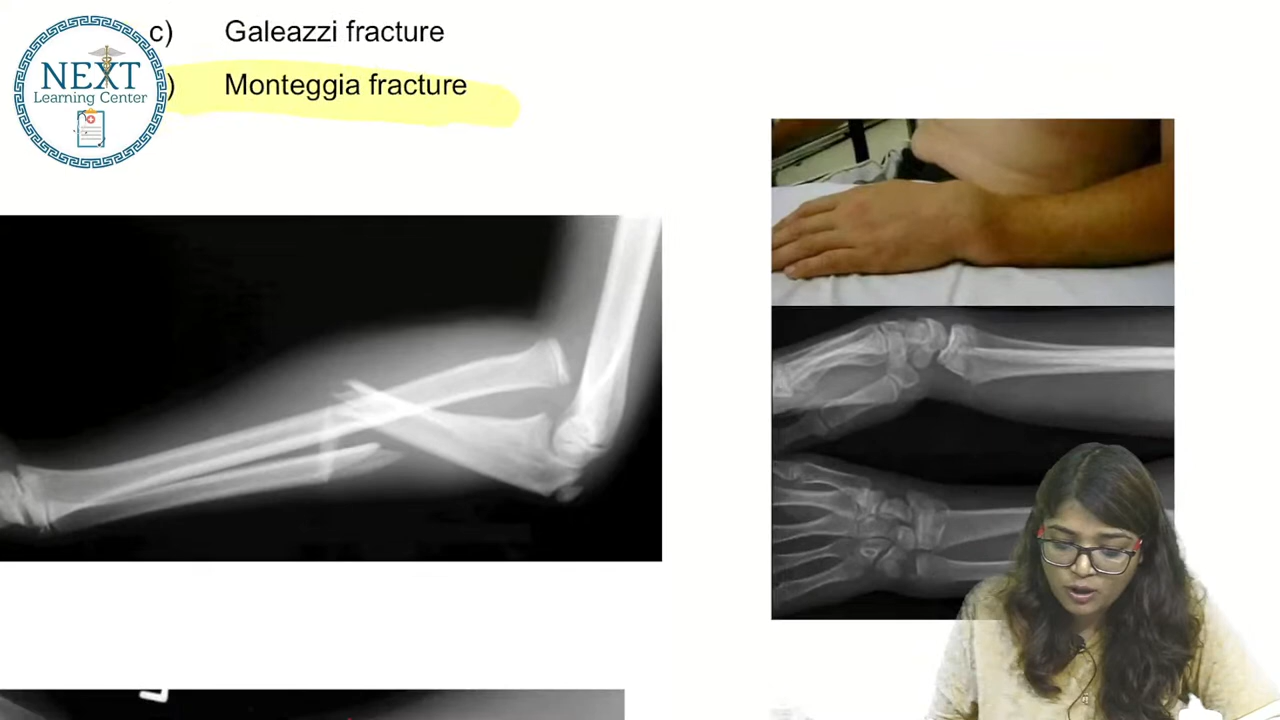 c) Galeazzi fracture
) Monteggia fracture
NEXT
Learning Center